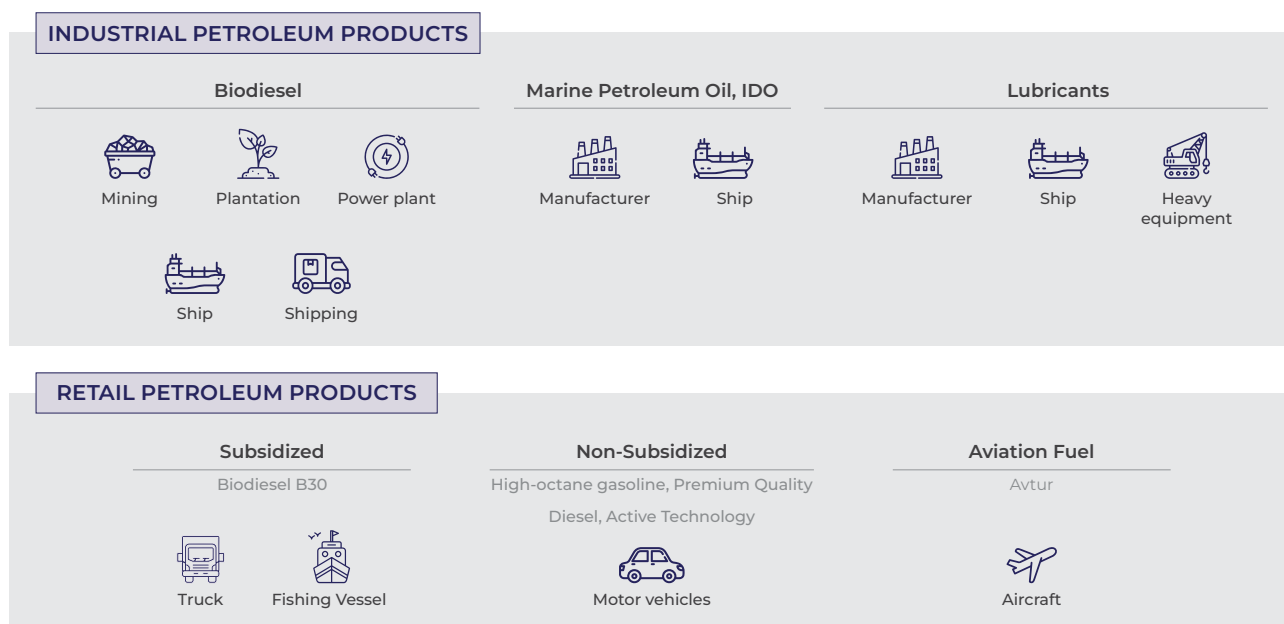 INDUSTRIAL PETROLEUM PRODUCTS
Biodiesel
Mining
Plantation
Power plant
Ship
Shipping
Marine Petroleum Oil, IDO
Manufacturer
Ship
Lubricants
Manufacturer
Ship
Heavy
equipment
RETAIL PETROLEUM PRODUCTS
Subsidized
Biodiesel B30
Truck
Fishing Vessel
Non-Subsidized
High-octane gasoline, Premium Quality
Diesel, Active Technology
Motor vehicles
Aviation Fuel
Avtur
Aircraft